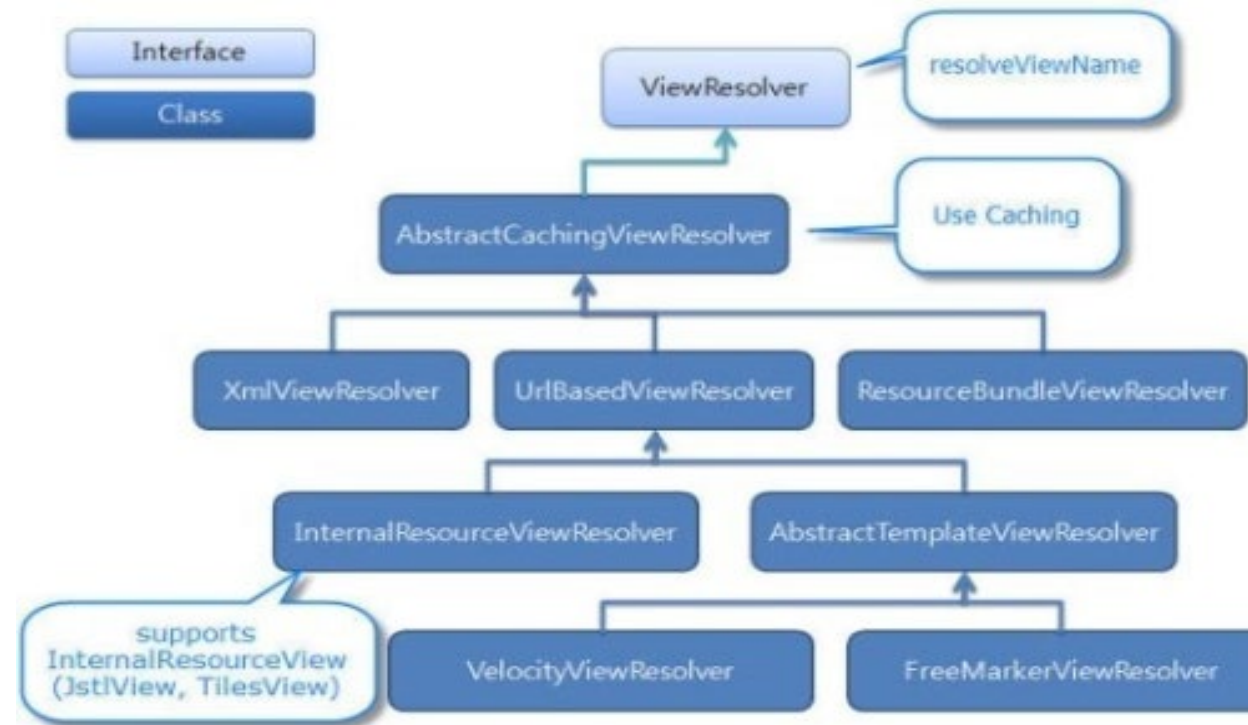 Interface
Class
ViewResolver
resolveViewName
AbstractCachingViewResolver
Use Caching
XmlViewResolver
UrlBasedViewResolver
ResourceBundleViewResolver
InternalResourceViewResolver
AbstractTemplateViewResolver
supports
InternalResourceView
(JstlView, TilesView)
VelocityViewResolver
FreeMarkerViewResolver